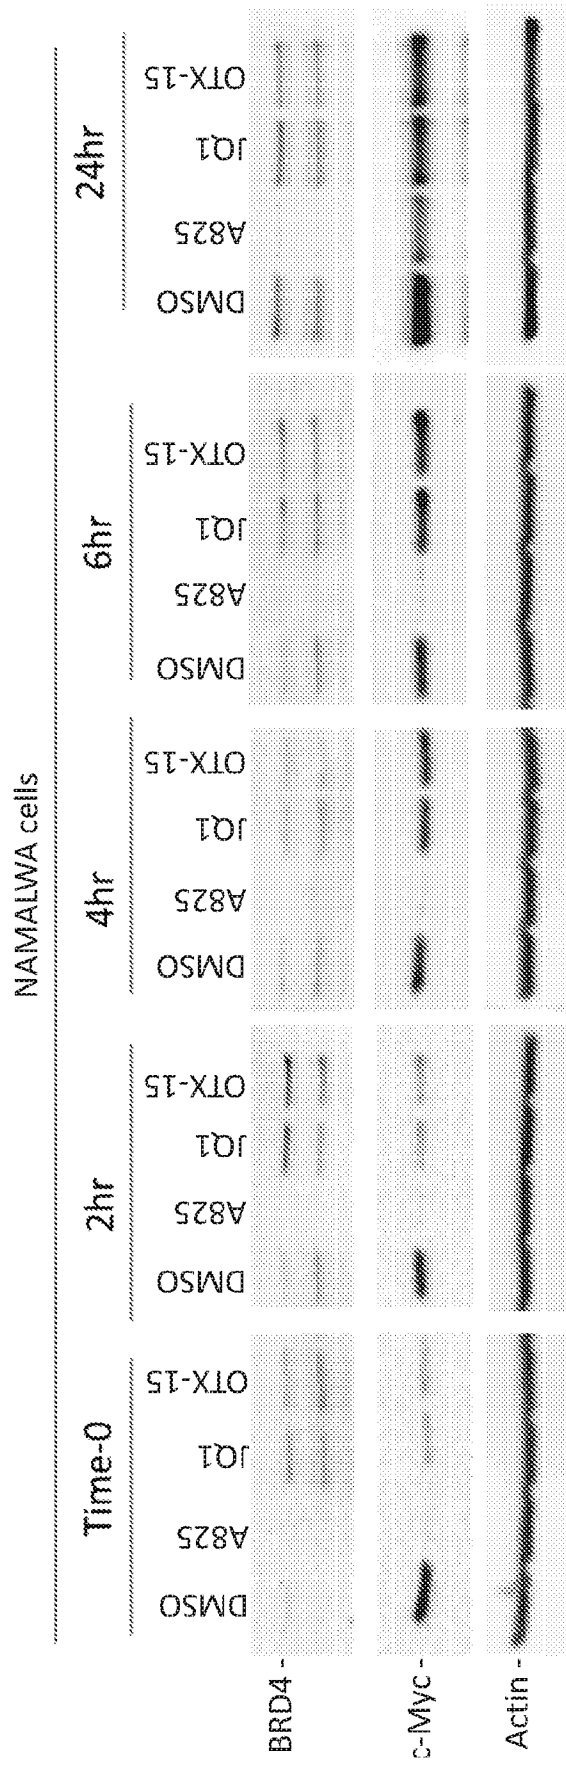 NAMALWA cells
Time-0 2hr 4hr 6hr 24hr
DMSO A825 JQ1 OTX-15 DMSO A825 JQ1 OTX-15 DMSO A825 JQ1 OTX-15 DMSO A825 JQ1 OTX-15 DMSO A825 JQ1 OTX-15
BRD4 -
c-Myc -
Actin -